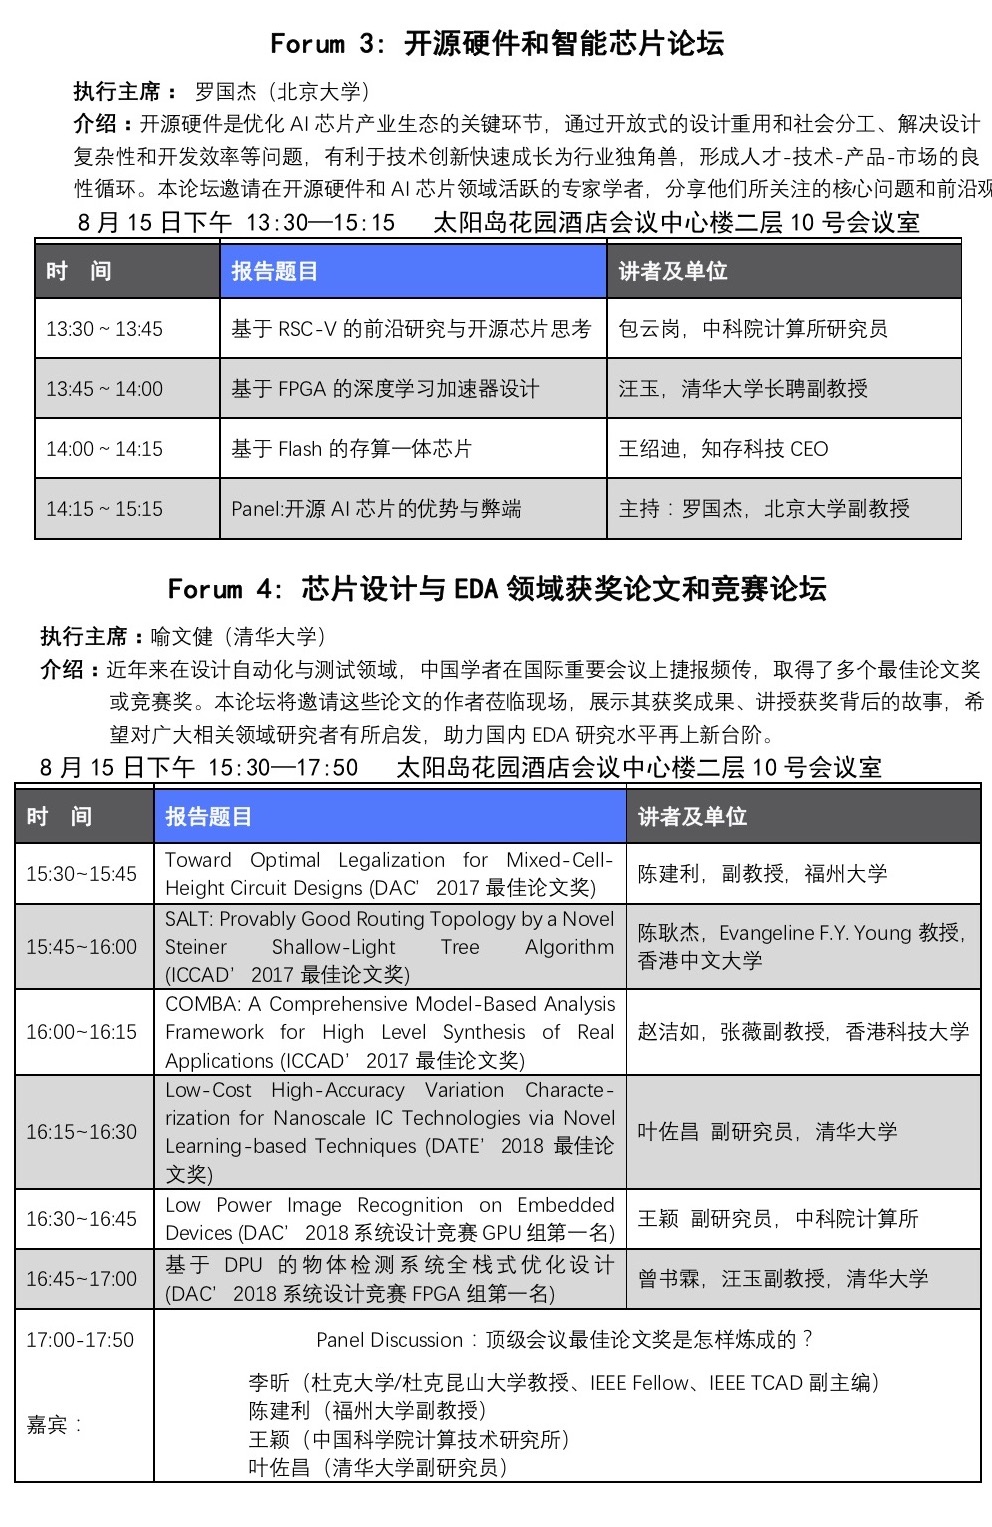 Forum 3: 开源硬件和智能芯片论坛
执行主席： 罗国杰（北京大学）
介绍：开源硬件是优化 AI 芯片产业生态的关键环节，通过开放式的设计重用和社会分工、解决设计
复杂性和开发效率等问题，有利于技术创新快速成长为行业独角兽，形成人才-技术-产品-市场的良
性循环。本论坛邀请在开源硬件和 AI 芯片领域活跃的专家学者，分享他们所关注的核心问题和前沿观
8 月 15 日下午 13:30—15:15 太阳岛花园酒店会议中心楼二层 10 号会议室
时 间 报告题目 讲者及单位
13:30 ~ 13:45 基于 RSC-V 的前沿研究与开源芯片思考 包云岗，中科院计算所研究员
13:45 ~ 14:00 基于 FPGA 的深度学习加速器设计 汪玉，清华大学长聘副教授
14:00 ~ 14:15 基于 Flash 的存算一体芯片 王绍迪，知存科技 CEO
14:15 ~ 15:15 Panel:开源 AI 芯片的优势与弊端 主持：罗国杰，北京大学副教授
Forum 4: 芯片设计与 EDA 领域获奖论文和竞赛论坛
执行主席：喻文健（清华大学）
介绍：近年来在设计自动化与测试领域，中国学者在国际重要会议上捷报频传，取得了多个最佳论文奖
或竞赛奖。本论坛将邀请这些论文的作者莅临现场，展示其获奖成果、讲授获奖背后的故事，希
望对广大相关领域研究者有所启发，助力国内 EDA 研究水平再上新台阶。
8 月 15 日下午 15:30—17:50 太阳岛花园酒店会议中心楼二层 10 号会议室
时 间 报告题目 讲者及单位
15:30~15:45
Toward Optimal Legalization for Mixed-Cell-
Height Circuit Designs (DAC’ 2017 最佳论文奖)
陈建利，副教授，福州大学
15:45~16:00
SALT: Provably Good Routing Topology by a Novel
Steiner Shallow-Light Tree Algorithm
(ICCAD’ 2017 最佳论文奖)
陈耿杰，Evangeline F.Y. Young 教授，
香港中文大学
16:00~16:15
COMBA: A Comprehensive Model-Based Analysis
Framework for High Level Synthesis of Real
Applications (ICCAD’ 2017 最佳论文奖)
赵洁如，张薇副教授，香港科技大学
16:15~16:30
Low-Cost High-Accuracy Variation Characte-
rization for Nanoscale IC Technologies via Novel
Learning-based Techniques (DATE’ 2018 最佳论
文奖)
叶佐昌 副研究员，清华大学
16:30~16:45
Low Power Image Recognition on Embedded
Devices (DAC’ 2018 系统设计竞赛 GPU 组第一名)
王颖 副研究员，中科院计算所
16:45~17:00
基于 DPU 的物体检测系统全栈式优化设计
(DAC’ 2018 系统设计竞赛 FPGA 组第一名)
曾书霖，汪玉副教授，清华大学
17:00-17:50 Panel Discussion：顶级会议最佳论文奖是怎样炼成的？
嘉宾：
李昕（杜克大学/杜克昆山大学教授、IEEE Fellow、IEEE TCAD 副主编）
陈建利（福州大学副教授）
王颖（中国科学院计算技术研究所）
叶佐昌（清华大学副研究员）